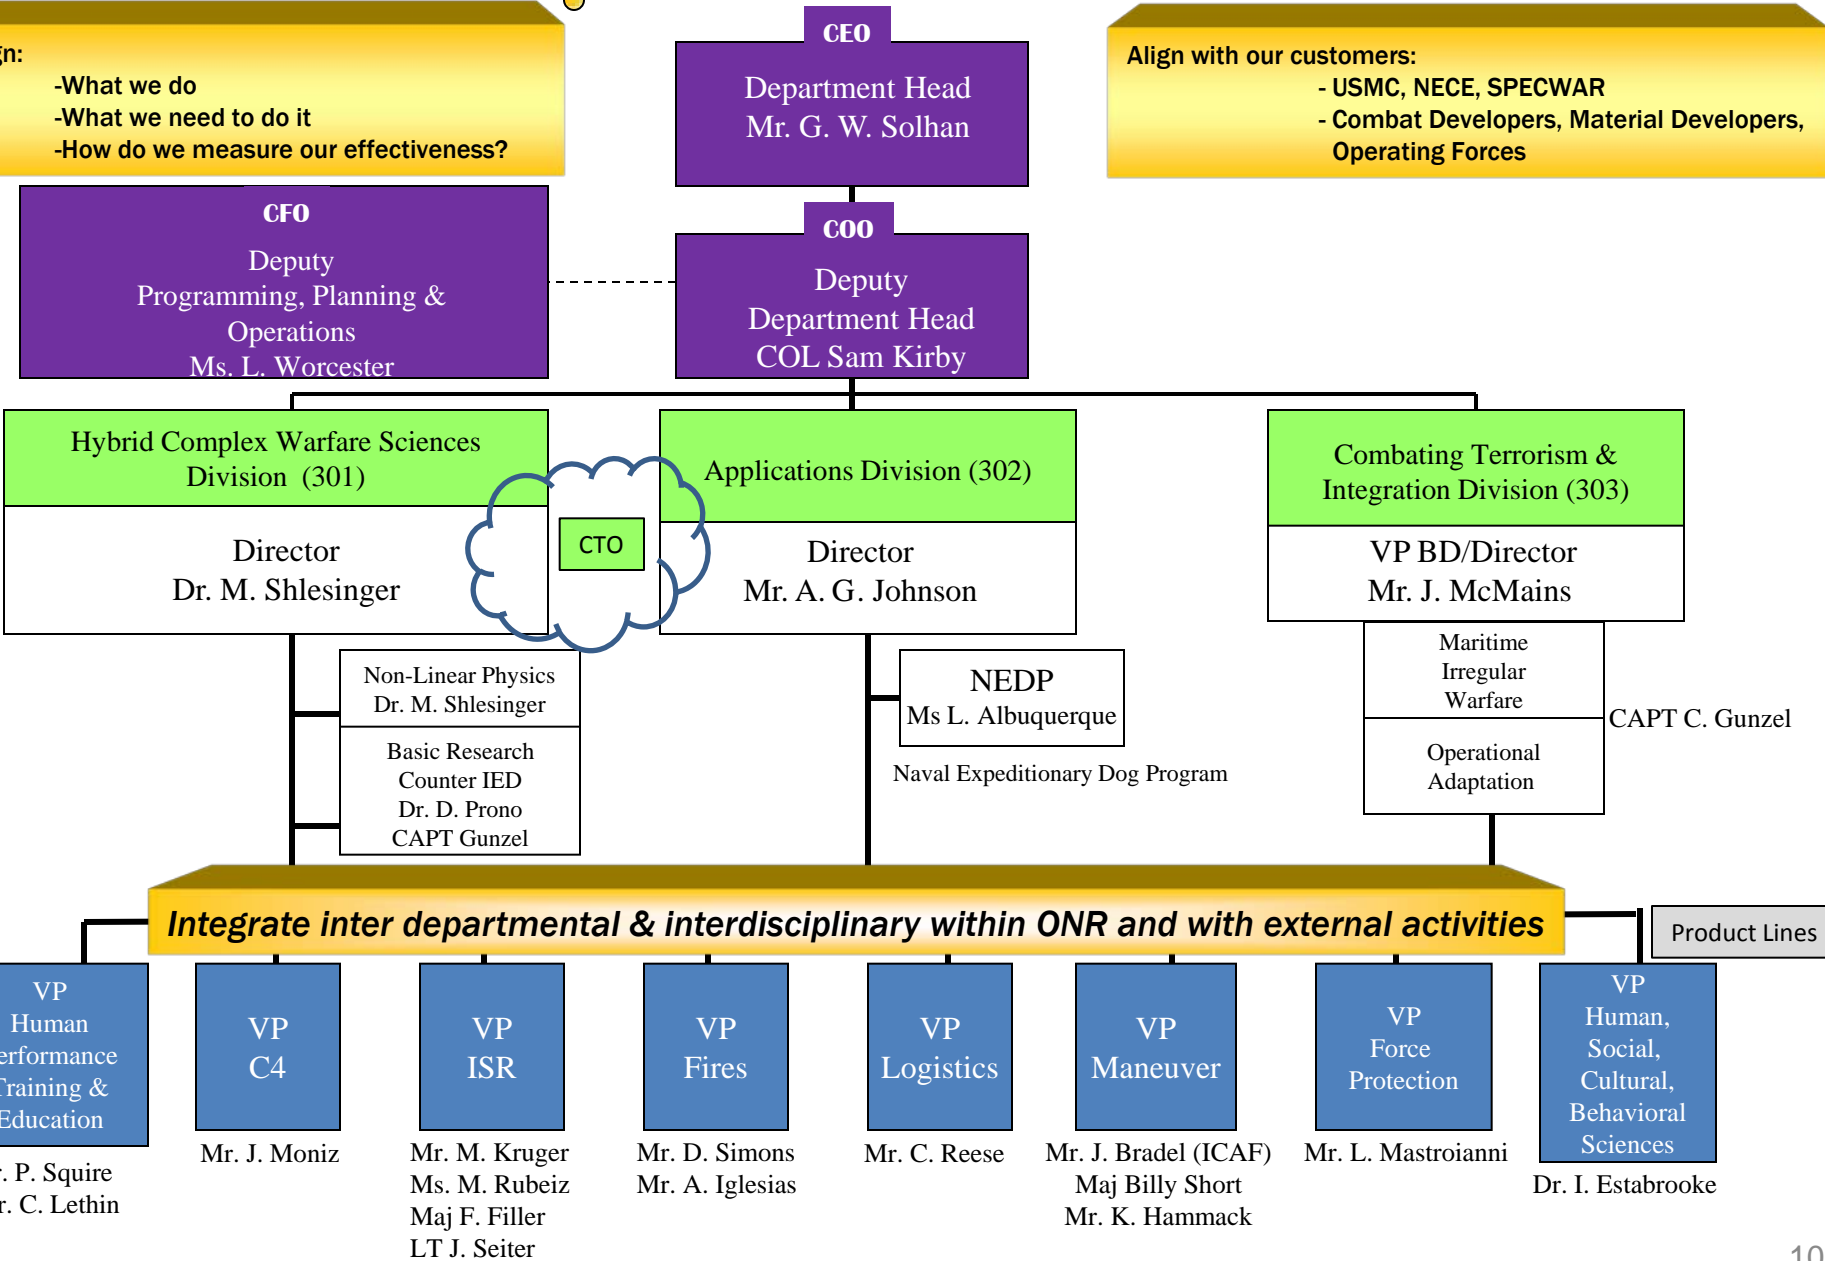 -What we do
-What we need to do it
-How do we measure our effectiveness?
CEO
Department Head
Mr. G. W. Solhan
Align with our customers:
- USMC, NECE, SPECWAR
- Combat Developers, Material Developers,
Operating Forces
CFO
Deputy
Programming, Planning &
Operations
Ms. L. Worcester
COO
Deputy
Department Head
COL Sam Kirby
Hybrid Complex Warfare Sciences
Division (301)
Director
Dr. M. Shlesinger
CTO
Applications Division (302)
Director
Mr. A. G. Johnson
Combating Terrorism &
Integration Division (303)
VP BD/Director
Mr. J. McMains
Non-Linear Physics
Dr. M. Shlesinger
Basic Research
Counter IED
Dr. D. Prono
CAPT Gunzel
NEDP
Ms L. Albuquerque
Naval Expeditionary Dog Program
Maritime
Irregular
Warfare
Operational
Adaptation
CAPT C. Gunzel
Integrate inter departmental & interdisciplinary within ONR and with external activities
Product Lines
VP
Human
&
P. Squire
C. Lethin
VP
C4
Mr. J. Moniz
VP
ISR
Mr. M. Kruger
Ms. M. Rubeiz
Maj F. Filler
LT J. Seiter
VP
Fires
Mr. D. Simons
Mr. A. Iglesias
VP
Logistics
Mr. C. Reese
VP
Maneuver
Mr. J. Bradel (ICAF)
Maj Billy Short
Mr. K. Hammack
VP
Force
Protection
Mr. L. Mastroianni
VP
Human,
Social,
Cultural,
Behavioral
Sciences
Dr. I. Estabrooke
10